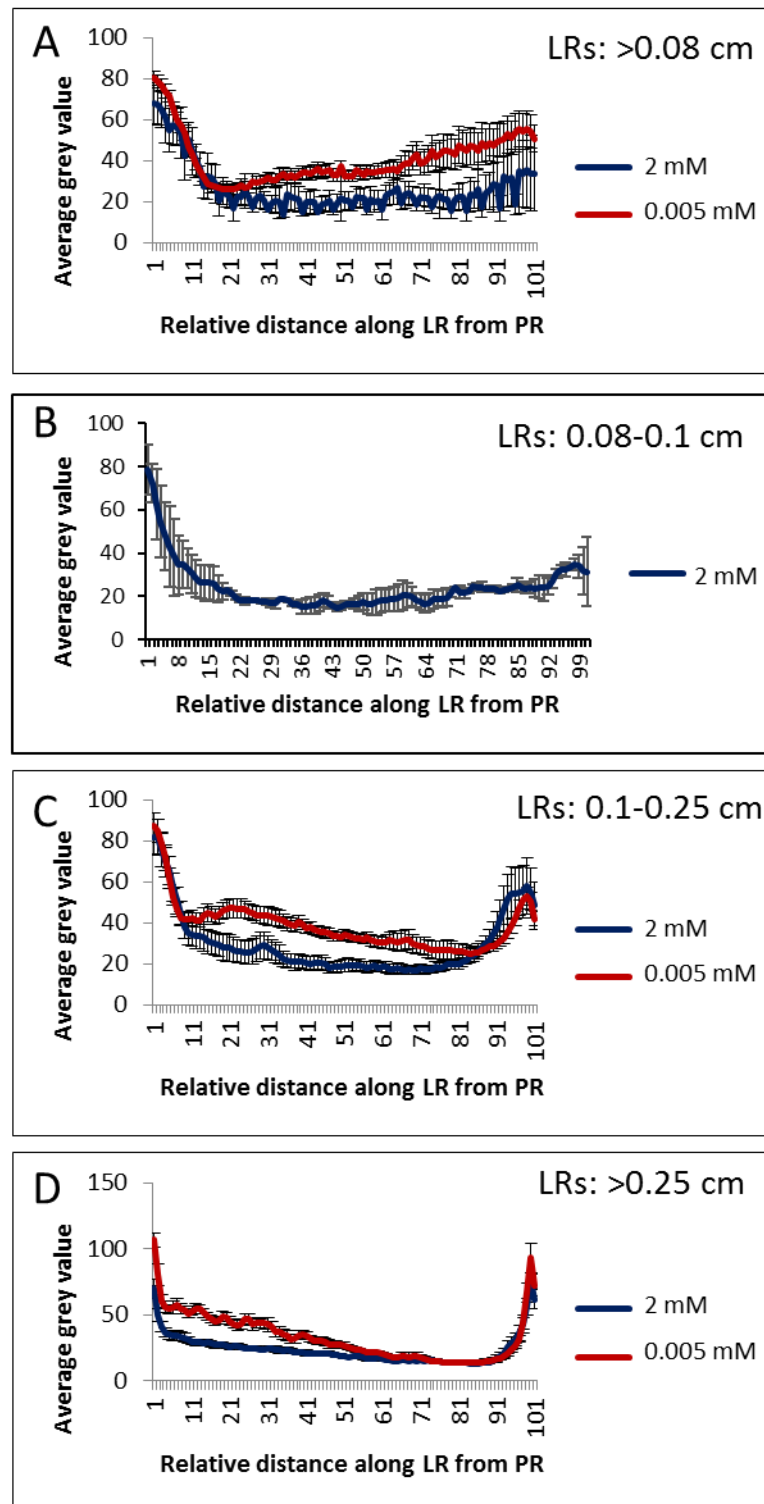 A
LRs: >0.08 cm
Average grey value
100
80
60
40
20
0
1 11 21 31 41 51 61 71 81 91 101
Relative distance along LR from PR
2 mM
0.005 mM
B
LRs: 0.08-0.1 cm
Average grey value
100
80
60
40
20
0
1 8 15 22 29 36 43 50 57 64 71 78 85 92 99
Relative distance along LR from PR
2 mM
C
LRs: 0.1-0.25 cm
Average grey value
100
80
60
40
20
0
1 11 21 31 41 51 61 71 81 91 101
Relative distance along LR from PR
2 mM
0.005 mM
D
LRs: >0.25 cm
Average grey value
150
100
50
0
1 11 21 31 41 51 61 71 81 91 101
Relative distance along LR from PR
2 mM
0.005 mM